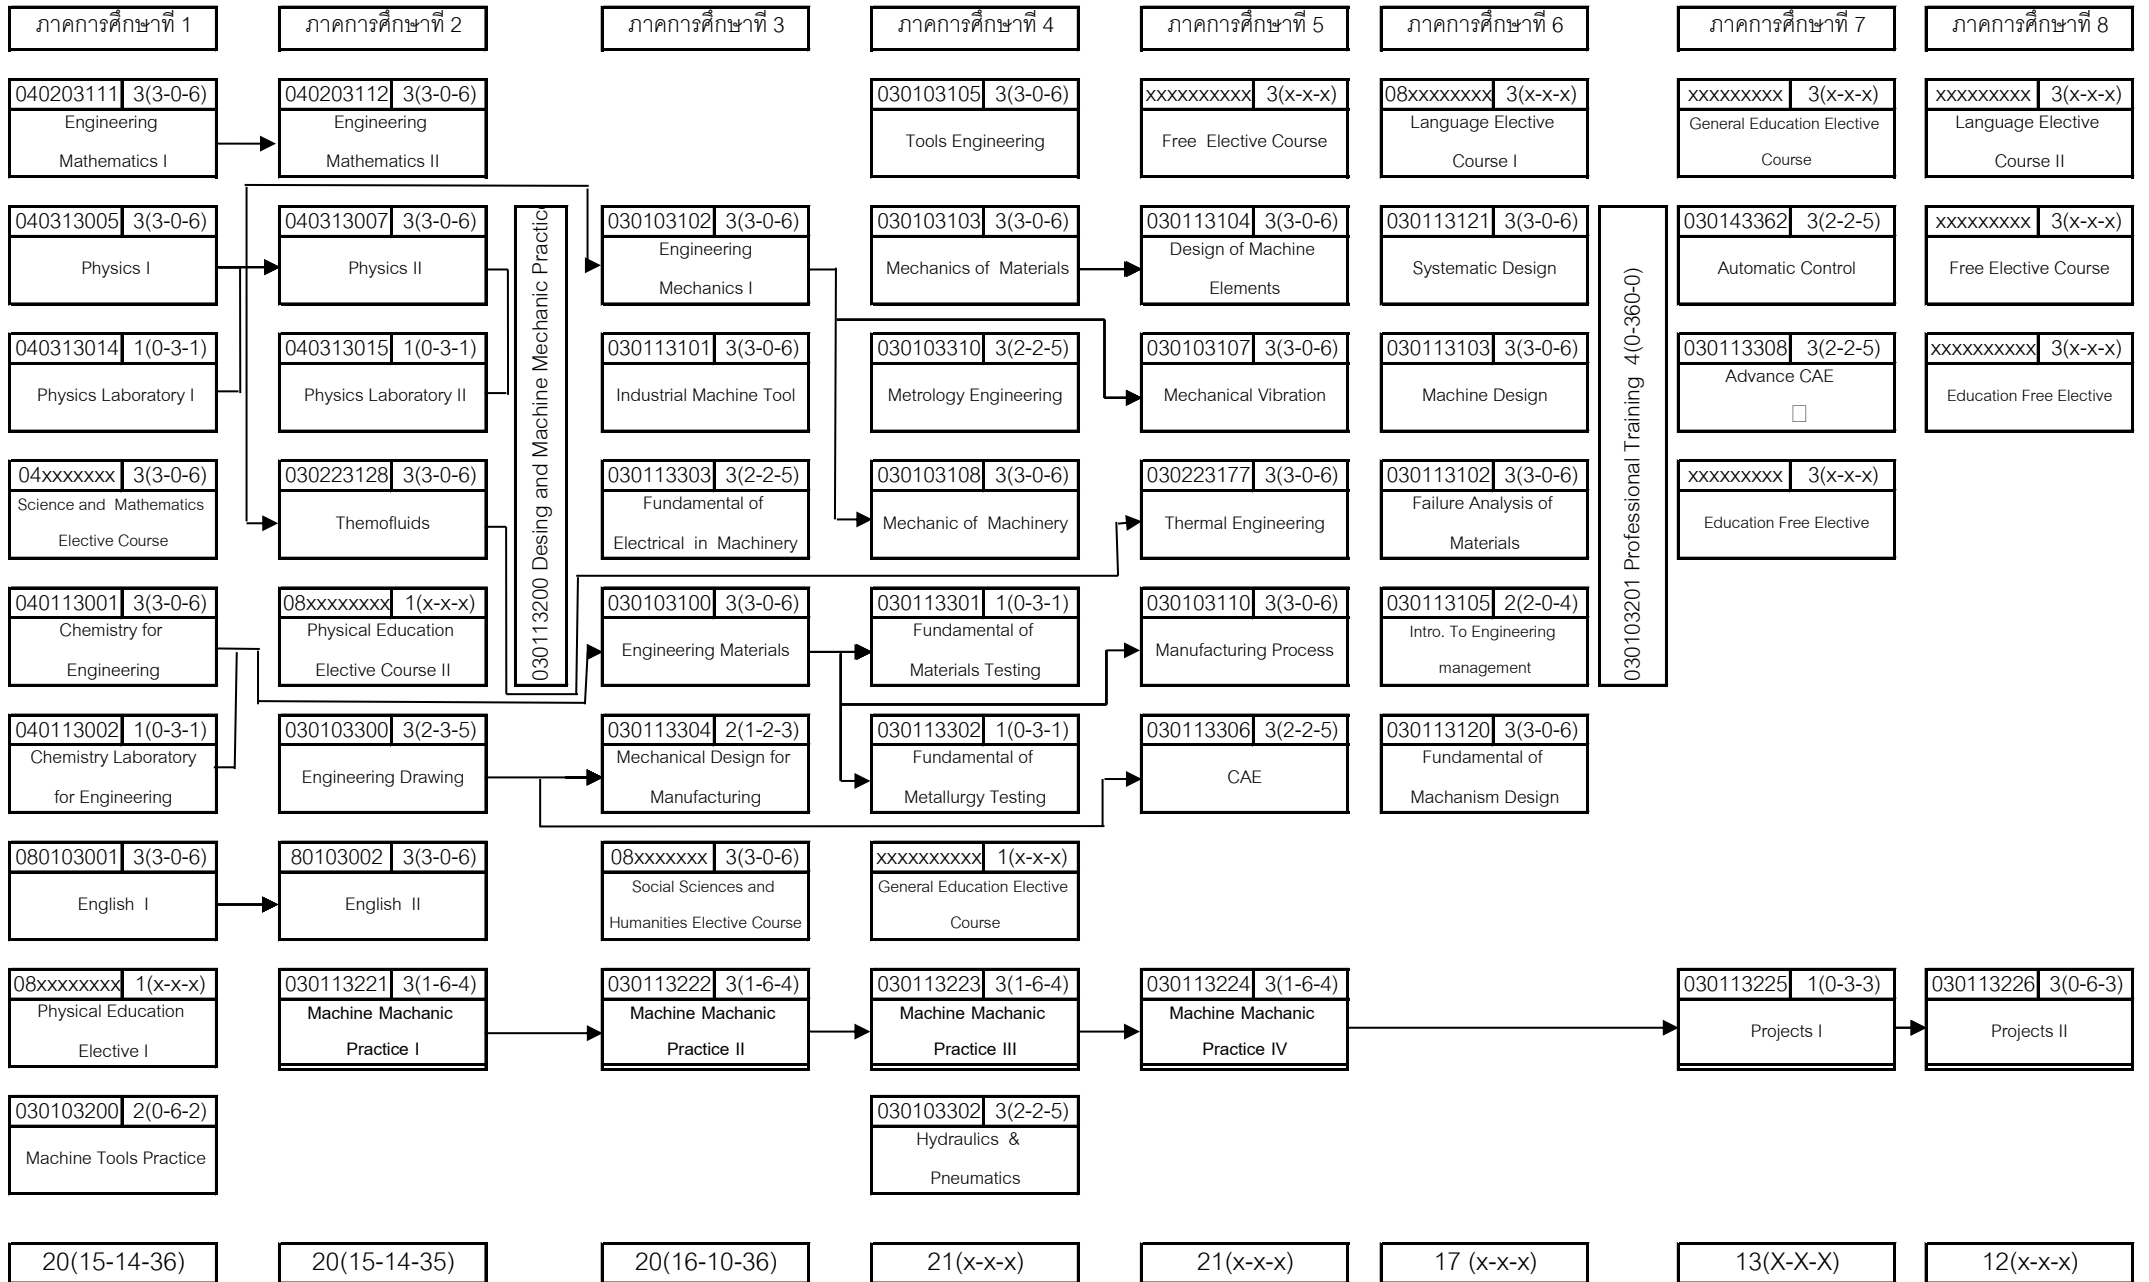 ภาคการศึกษาที่ 1
ภาคการศึกษาที่ 2
ภาคการศึกษาที่ 3
ภาคการศึกษาที่ 4
ภาคการศึกษาที่ 5
ภาคการศึกษาที่ 6
ภาคการศึกษาที่ 7
ภาคการศึกษาที่ 8
040203111 3(3-0-6)
Engineering
Mathematics I
040203112 3(3-0-6)
Engineering
Mathematics II
030103105 3(3-0-6)
Tools Engineering
xxxxxxxxxx 3(x-x-x)
Free Elective Course
08xxxxxxxx 3(x-x-x)
Language Elective
Course I
xxxxxxxxx 3(x-x-x)
General Education Elective
Course
xxxxxxxxx 3(x-x-x)
Language Elective
Course II
040313005 3(3-0-6)
Physics I
040313007 3(3-0-6)
Physics II
030113200 Desing and Machine Mechanic Practice
030103102 3(3-0-6)
Engineering
Mechanics I
030103103 3(3-0-6)
Mechanics of Materials
030113104 3(3-0-6)
Design of Machine
Elements
030113121 3(3-0-6)
Systematic Design
030103201 Professional Training 4(0-360-0)
030143362 3(2-2-5)
Automatic Control
xxxxxxxxx 3(x-x-x)
Free Elective Course
040313014 1(0-3-1)
Physics Laboratory I
040313015 1(0-3-1)
Physics Laboratory II
030113101 3(3-0-6)
Industrial Machine Tool
030103310 3(2-2-5)
Metrology Engineering
030103107 3(3-0-6)
Mechanical Vibration
030113103 3(3-0-6)
Machine Design
030113308 3(2-2-5)
Advance CAE
xxxxxxxxxx 3(x-x-x)
Education Free Elective
04xxxxxxx 3(3-0-6)
Science and Mathematics
Elective Course
030223128 3(3-0-6)
Themofluids
030113303 3(2-2-5)
Fundamental of
Electrical in Machinery
030103108 3(3-0-6)
Mechanic of Machinery
030223177 3(3-0-6)
Thermal Engineering
030113102 3(3-0-6)
Failure Analysis of
Materials
xxxxxxxxx 3(x-x-x)
Education Free Elective
040113001 3(3-0-6)
Chemistry for
Engineering
08xxxxxxxx 1(x-x-x)
Physical Education
Elective Course II
030103100 3(3-0-6)
Engineering Materials
030113301 1(0-3-1)
Fundamental of
Materials Testing
030103110 3(3-0-6)
Manufacturing Process
030113105 2(2-0-4)
Intro. To Engineering
management
040113002 1(0-3-1)
Chemistry Laboratory
for Engineering
030103300 3(2-3-5)
Engineering Drawing
030113304 2(1-2-3)
Mechanical Design for
Manufacturing
030113302 1(0-3-1)
Fundamental of
Metallurgy Testing
030113306 3(2-2-5)
CAE
030113120 3(3-0-6)
Fundamental of
Machanism Design
080103001 3(3-0-6)
English I
80103002 3(3-0-6)
English II
08xxxxxxx 3(3-0-6)
Social Sciences and
Humanities Elective Course
xxxxxxxxxx 1(x-x-x)
General Education Elective
Course
08xxxxxxxx 1(x-x-x)
Physical Education
Elective I
030113221 3(1-6-4)
Machine Machanic
Practice I
030113222 3(1-6-4)
Machine Machanic
Practice II
030113223 3(1-6-4)
Machine Machanic
Practice III
030113224 3(1-6-4)
Machine Machanic
Practice IV
030113225 1(0-3-3)
Projects I
030113226 3(0-6-3)
Projects II
030103200 2(0-6-2)
Machine Tools Practice
030103302 3(2-2-5)
Hydraulics &
Pneumatics
20(15-14-36)
20(15-14-35)
20(16-10-36)
21(x-x-x)
21(x-x-x)
17 (x-x-x)
13(X-X-X)
12(x-x-x)